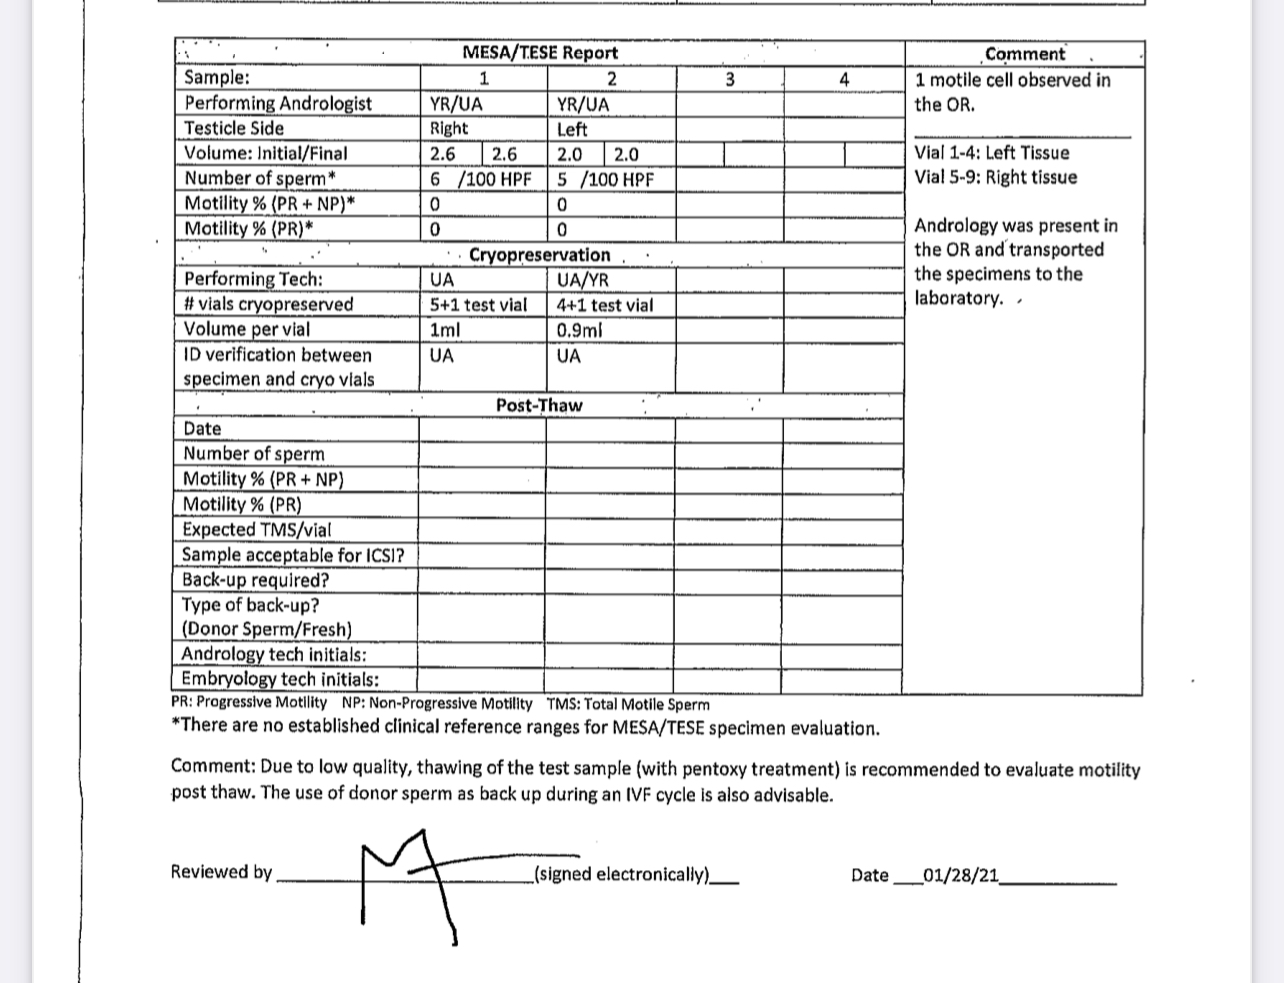 MESA/TESE Report Comment
Sample: 1 2 3 4 1 motile cell observed in
Performing Andrologist YR/UA YR/UA the OR.
Testicle Side Right Left
Volume: Initial/Final 2.6 2.6 2.0 2.0 Vial 1-4: Left Tissue
Number of sperm* 6 /100 HPF 5 /100 HPF Vial 5-9: Right tissue
Motility % (PR + NP)* 0 0
Motility % (PR)* 0 0 Andrology was present in
Cryopreservation the OR and transported
Performing Tech: UA UA/YR the specimens to the
# vials cryopreserved 5+1 test vial 4+1 test vial laboratory.
Volume per vial 1ml 0.9ml
ID verification between UA UA
specimen and cryo vials
Post-Thaw
Date
Number of sperm
Motility % (PR + NP)
Motility % (PR)
Expected TMS/vial
Sample acceptable for ICSI?
Back-up required?
Type of back-up?
(Donor Sperm/Fresh)
Andrology tech initials:
Embryology tech initials:
PR: Progressive Motility NP: Non-Progressive Motility TMS: Total Motile Sperm
*There are no established clinical reference ranges for MESA/TESE specimen evaluation.
Comment: Due to low quality, thawing of the test sample (with pentoxy treatment) is recommended to evaluate motility
post thaw. The use of donor sperm as back up during an IVF cycle is also advisable.
Reviewed by (signed electronically) Date 01/28/21